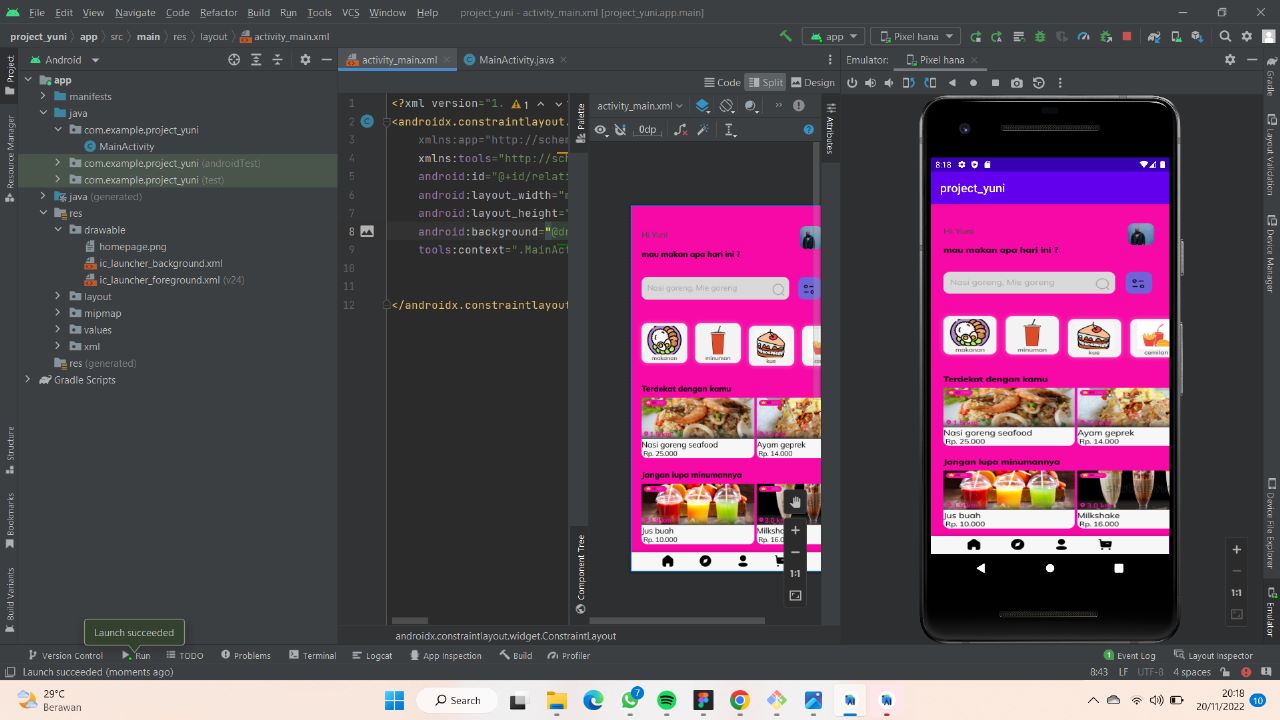 File Edit View Navigate Code Refactor Build Run Tools VCS Window Help project_yuni - activity_main.xml [project_yuni.app.main]
project_yuni app src main res layout activity_main.xml app Pixel hana
Android
activity_main.xml MainActivity.java
Emulator: Pixel hana
Code Split Design
Project
Resource Manager
Structure
Bookmarks
Build Variants
app
manifests
java
com.example.project_yuni
MainActivity
com.example.project_yuni (androidTest)
com.example.project_yuni (test)
java (generated)
res
drawable
homepage.png
ic_launcher_background.xml
ic_launcher_foreground.xml (v24)
layout
mipmap
values
xml
res (generated)
Gradle Scripts
1 <?xml version="1. 1
2 <androidx.constraintlayout.
3 xmlns:app="http://schem
4 xmlns:tools="http://sch
5 android:id="@+id/relati
6 android:layout_width="m
7 android:layout_height="
8 android:background="@dr
9 tools:context=".MainAct
10
11
12 </androidx.constraintlayout
androidx.constraintlayout.widget.ConstraintLayout
Palette
Component Tree
activity_main.xml
0dp
Attributes
Hi Yuni
mau makan apa hari ini ?
Nasi goreng, Mie goreng
makanan minuman kue
Terdekat dengan kamu
Nasi goreng seafood Ayam geprek
Rp. 25.000 Rp. 14.000
Jangan lupa minumannya
Jus buah Milksha
Rp. 10.000 Rp. 16.0
1:1
8:18
project_yuni
Hi Yuni
mau makan apa hari ini ?
Nasi goreng, Mie goreng
makanan minuman kue camilan
Terdekat dengan kamu
Nasi goreng seafood Ayam geprek
Rp. 25.000 Rp. 14.000
Jangan lupa minumannya
3.0 km
Jus buah Milkshake
Rp. 10.000 Rp. 16.000
1:1
Gradle
Layout Validation
Device Manager
Device File Explorer
Emulator
Launch succeeded
Version Control Run TODO Problems Terminal Logcat App Inspection Build Profiler 1 Event Log Layout Inspector
Launch succeeded (moments ago) 8:43 LF UTF-8 4 spaces
29°C
Berawan
Search
7
20:18
20/11/2022
10